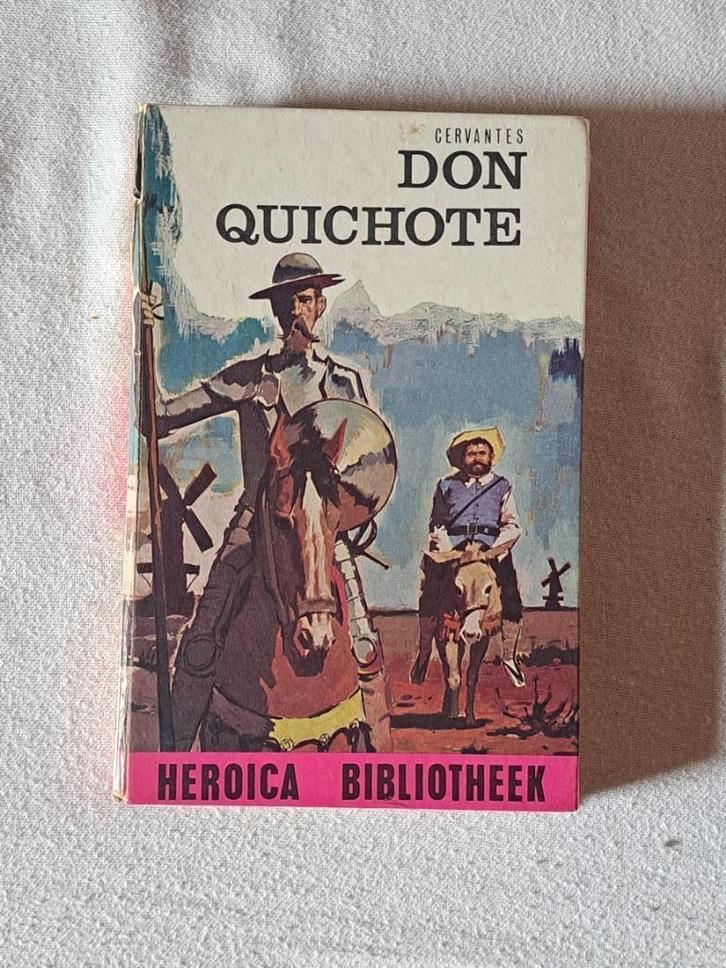 CERVANTES
DON
QUICHOTE
HEROICA BIBLIOTHEEK